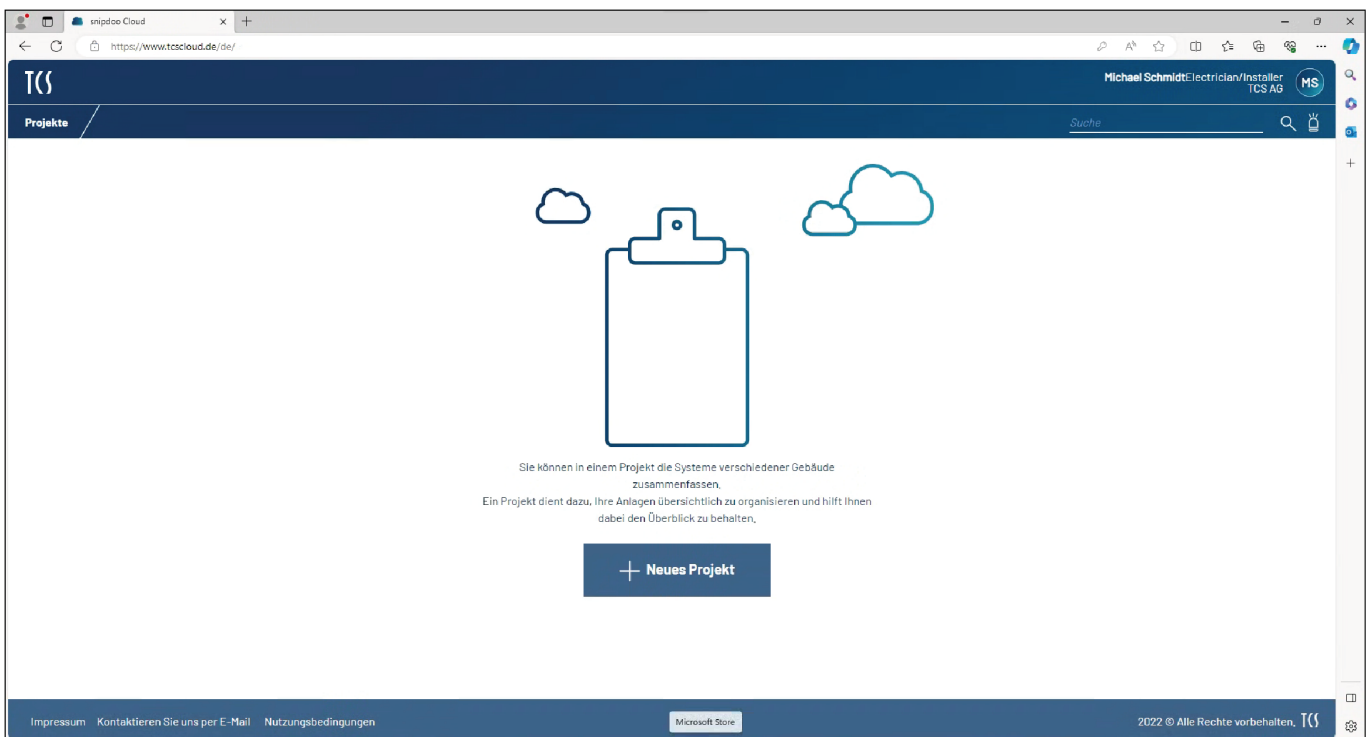 snipdoo Cloud
https://www.tcscloud.de/de/
TCS
Michael Schmidt Electrician/Installer
TCS AG
MS
Projekte
Suche
Sie können in einem Projekt die Systeme verschiedener Gebäude
zusammenfassen.
Ein Projekt dient dazu, Ihre Anlagen übersichtlich zu organisieren und hilft Ihnen
dabei den Überblick zu behalten.
Neues Projekt
Impressum Kontaktieren Sie uns per E-Mail Nutzungsbedingungen
Microsoft Store
2022 © Alle Rechte vorbehalten. TCS